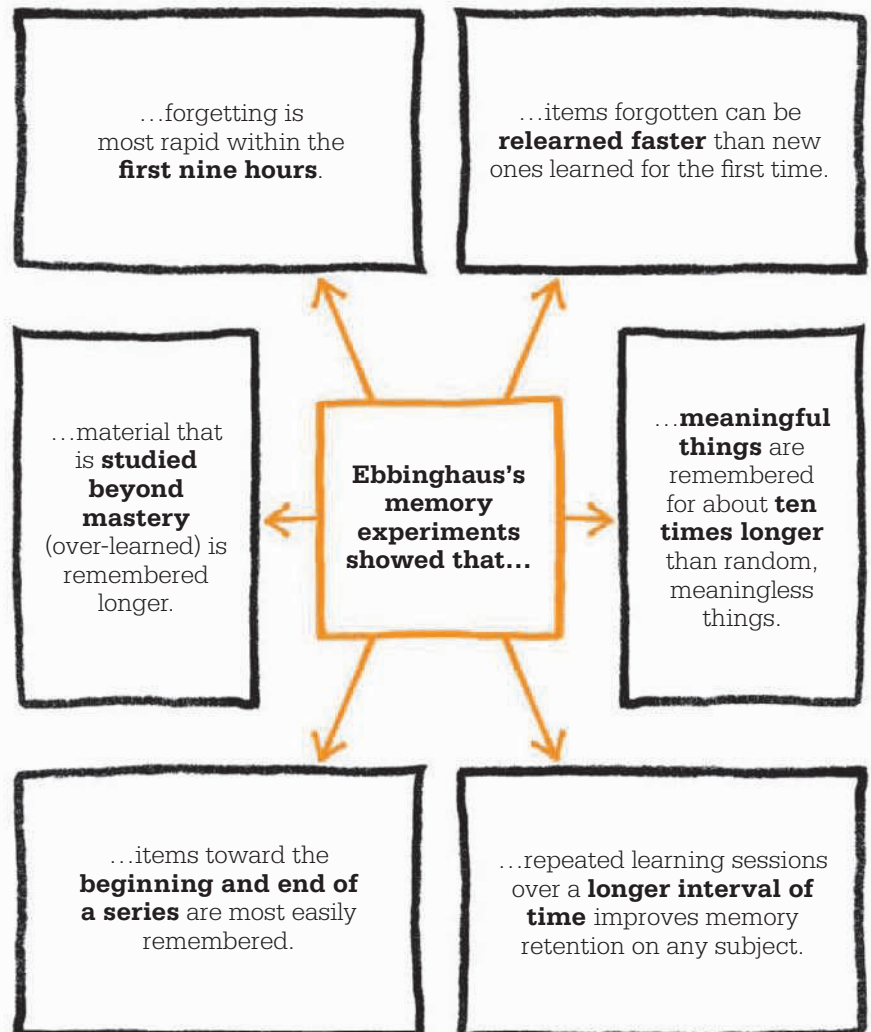 …forgetting is
most rapid within the
first nine hours.
…items forgotten can be
relearned faster than new
ones learned for the first time.
…material that
is studied
beyond
mastery
(over-learned) is
remembered
longer.
Ebbinghaus's
memory
experiments
showed that...
…meaningful
things are
remembered
for about ten
times longer
than random,
meaningless
things.
…items toward the
beginning and end of
a series are most easily
remembered.
…repeated learning sessions
over a longer interval of
time improves memory
retention on any subject.